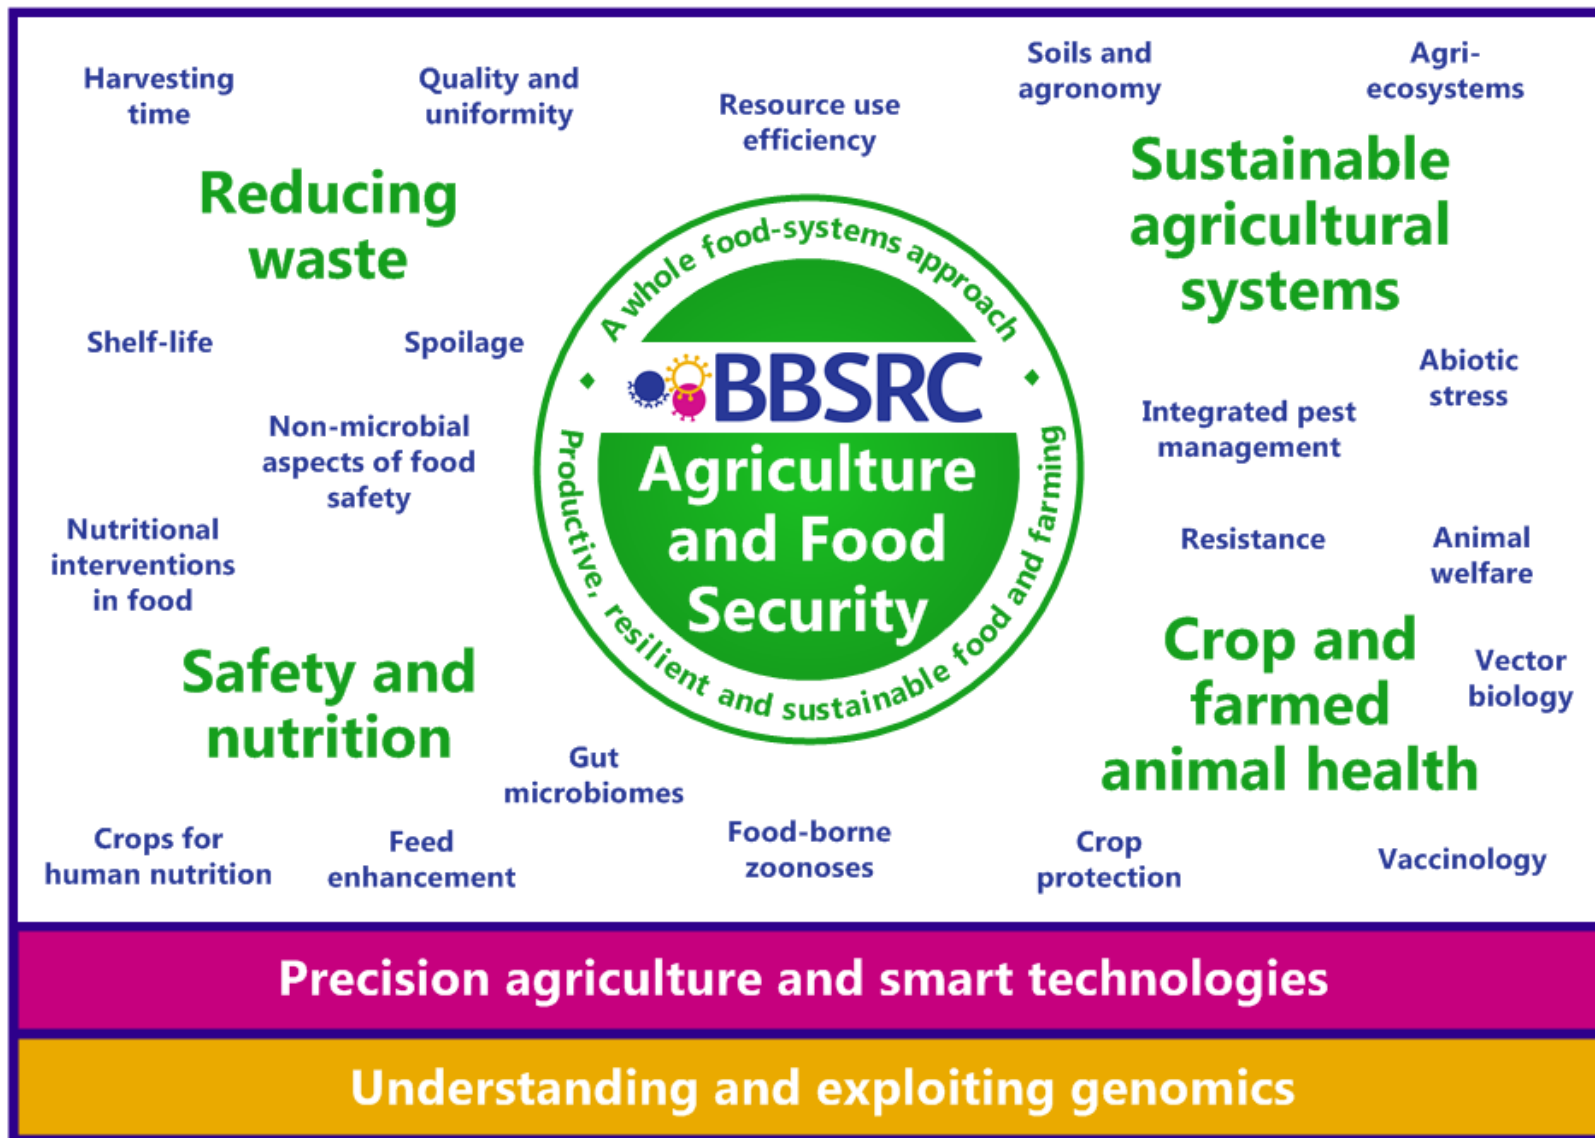 Harvesting
time
Quality and
uniformity
Resource use
efficiency
Soils and
agronomy
Agri-
ecosystems
Reducing
waste
Sustainable
agricultural
systems
Shelf-life
Spoilage
A whole food-systems approach
BBSRC
Agriculture
and Food
Security
Productive, resilient and sustainable food and farming
Abiotic
stress
Integrated pest
management
Non-microbial
aspects of food
safety
Nutritional
interventions
in food
Resistance
Animal
welfare
Safety and
nutrition
Crop and
farmed
animal health
Vector
biology
Gut
microbiomes
Crops for
human nutrition
Feed
enhancement
Food-borne
zoonoses
Crop
protection
Vaccinology
Precision agriculture and smart technologies
Understanding and exploiting genomics